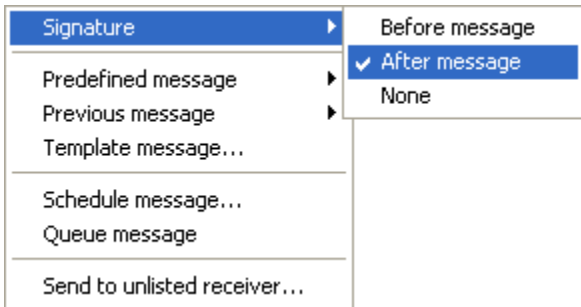 Signature
Before message
After message
None
Predefined message
Previous message
Template message...
Schedule message...
Queue message
Send to unlisted receiver...